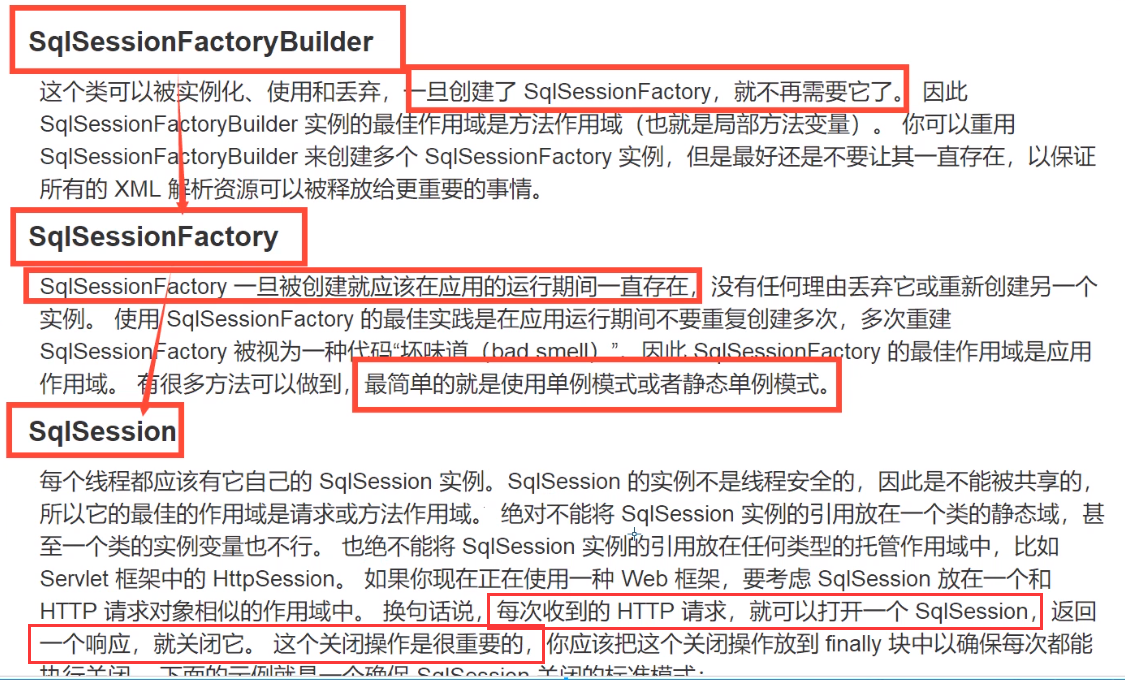 SqlSessionFactoryBuilder
这个类可以被实例化、使用和丢弃，一旦创建了 SqlSessionFactory，就不再需要它了。 因此
SqlSessionFactoryBuilder 实例的最佳作用域是方法作用域（也就是局部方法变量）。 你可以重用
SqlSessionFactoryBuilder 来创建多个 SqlSessionFactory 实例，但是最好还是不要让其一直存在，以保证
所有的 XML 解析资源可以被释放给更重要的事情。
SqlSessionFactory
SqlSessionFactory 一旦被创建就应该在应用的运行期间一直存在，没有任何理由丢弃它或重新创建另一个
实例。 使用 SqlSessionFactory 的最佳实践是在应用运行期间不要重复创建多次，多次重建
SqlSessionFactory 被视为一种代码“坏味道（bad smell）”。因此 SqlSessionFactory 的最佳作用域是应用
作用域。 有很多方法可以做到，最简单的就是使用单例模式或者静态单例模式。
SqlSession
每个线程都应该有它自己的 SqlSession 实例。SqlSession 的实例不是线程安全的，因此是不能被共享的，
所以它的最佳的作用域是请求或方法作用域。 绝对不能将 SqlSession 实例的引用放在一个类的静态域，甚
至一个类的实例变量也不行。 也绝不能将 SqlSession 实例的引用放在任何类型的托管作用域中，比如
Servlet 框架中的 HttpSession。 如果你现在正在使用一种 Web 框架，要考虑 SqlSession 放在一个和
HTTP 请求对象相似的作用域中。 换句话说，每次收到的 HTTP 请求，就可以打开一个 SqlSession，返回
一个响应，就关闭它。 这个关闭操作是很重要的，你应该把这个关闭操作放到 finally 块中以确保每次都能
执行关闭。 下面的示例就是一个确保 SqlSession 关闭的标准模式：